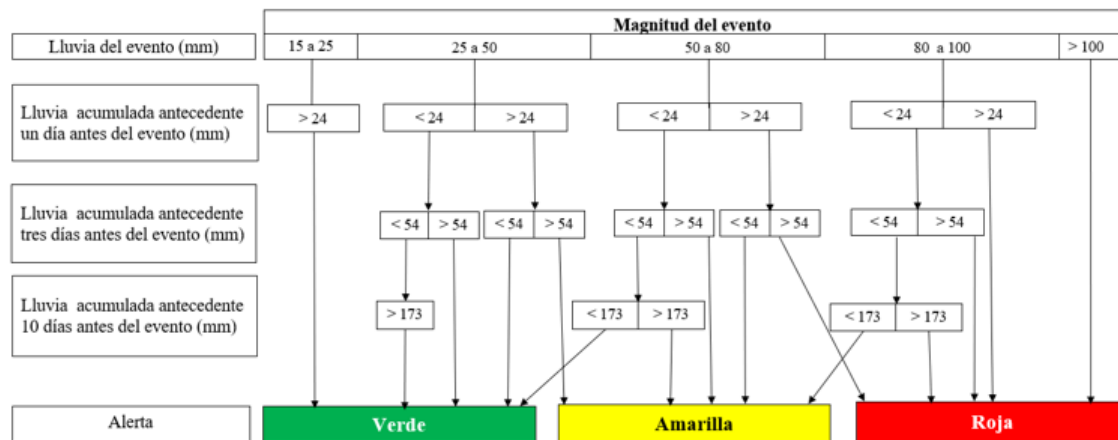 Magnitud del evento
Lluvia del evento (mm)
15 a 25
25 a 50
50 a 80
80 a 100
> 100
Lluvia acumulada antecedente
un día antes del evento (mm)
> 24
< 24
> 24
< 24
> 24
< 24
> 24
Lluvia acumulada antecedente
tres días antes del evento (mm)
< 54
> 54
< 54
> 54
< 54
> 54
< 54
> 54
< 54
> 54
Lluvia acumulada antecedente
10 días antes del evento (mm)
> 173
< 173
> 173
< 173
> 173
Alerta
Verde
Amarilla
Roja